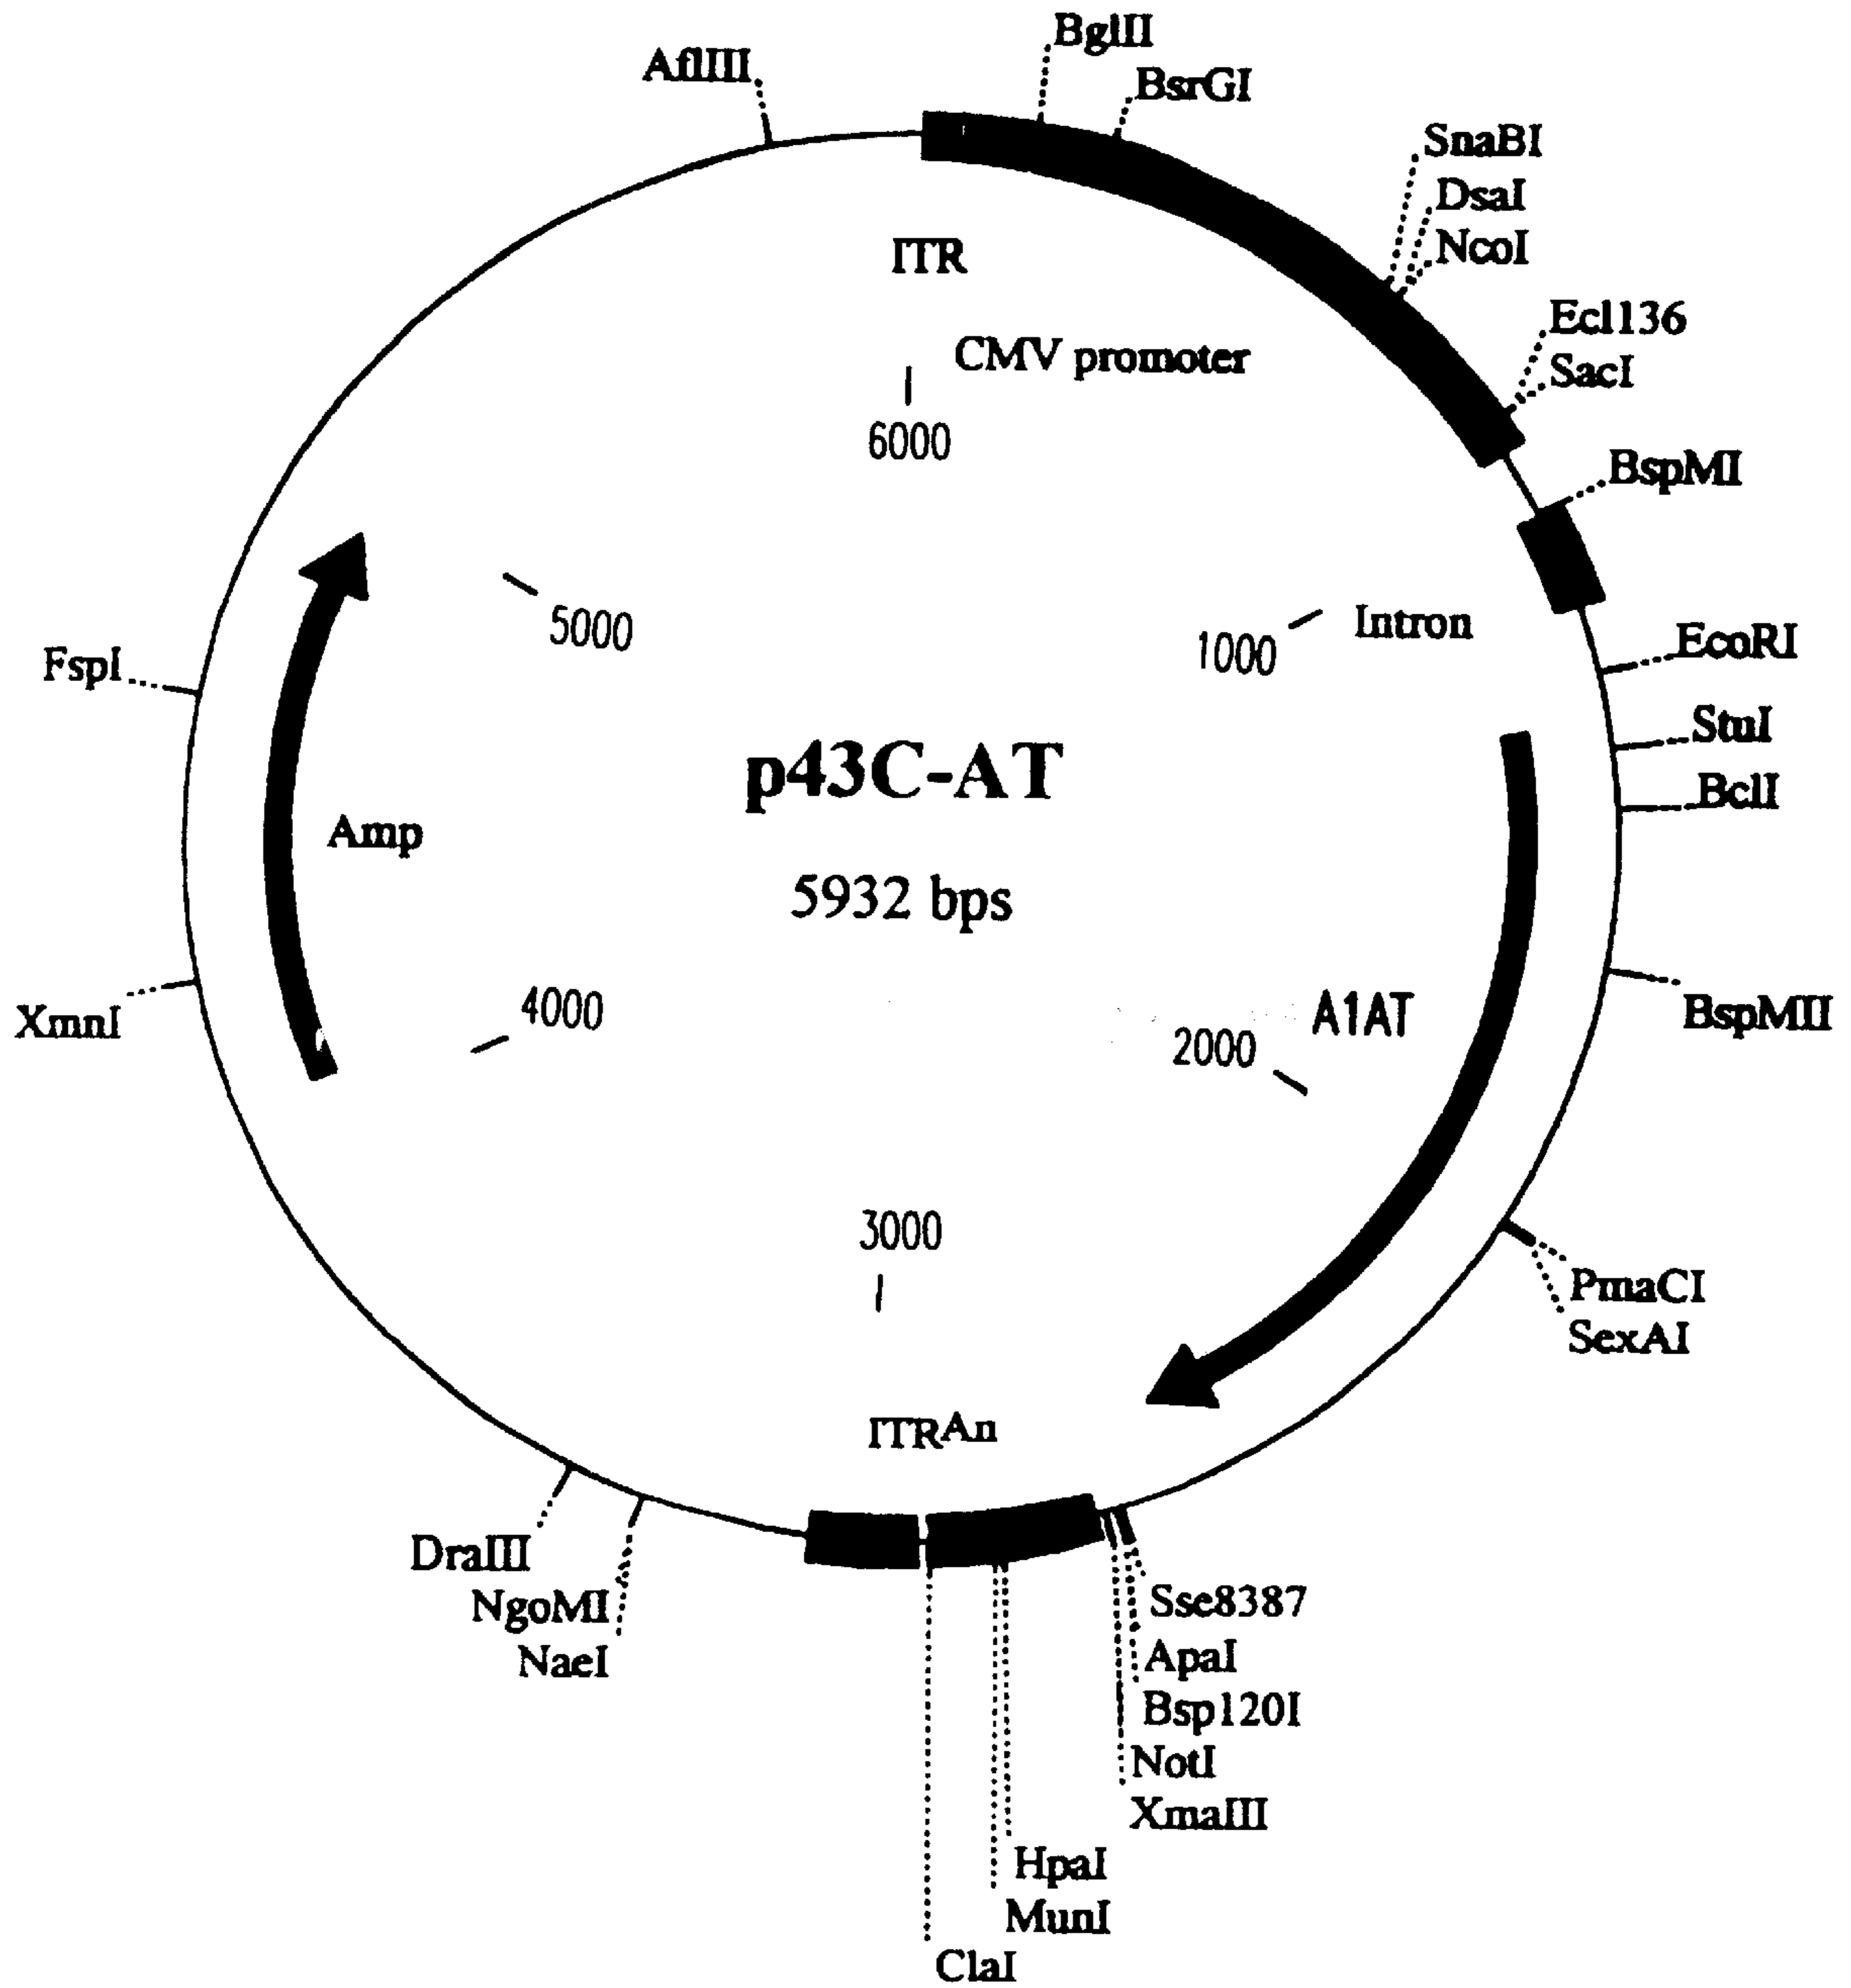 BglII
AflIII
BsrGI
SnaBI
DsaI
NcoI
ITR
Ecl136
CMV promoter
SacI
6000
BspMI
5000
Intron
1000
EcoRI
FspI
StuI
p43C-AT
BclI
Amp
5932 bps
4000
A1AT
BspMII
XmnI
2000
3000
PmaCI
SexAI
ITR An
DraIII
Sse8387
NgoMI
ApaI
NaeI
Bsp120I
NotI
XmaIII
HpaI
MunI
ClaI